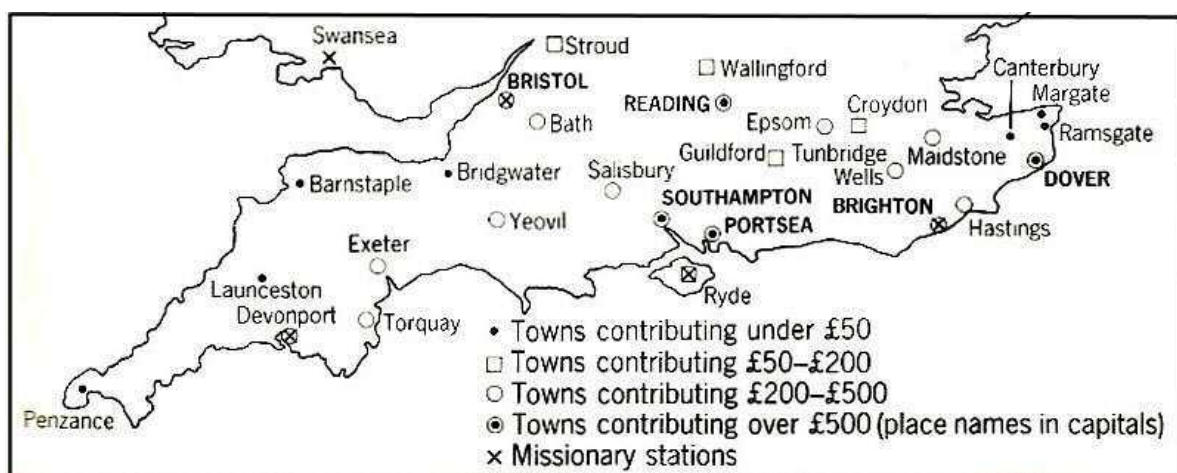 Swansea
Stroud
Wallingford
Canterbury
Margate
BRISTOL
READING
Croydon
Epsom
Ramsgate
Bath
Guildford
Tunbridge
Wells
Maidstone
Salisbury
Bridgwater
Barnstaple
DOVER
SOUTHAMPTON
BRIGHTON
PORTSEA
Yeovil
Hastings
Exeter
Launceston
Ryde
Devonport
Torquay
Towns contributing under £50
Towns contributing £50–£200
Penzance
Towns contributing £200–£500
Towns contributing over £500 (place names in capitals)
Missionary stations